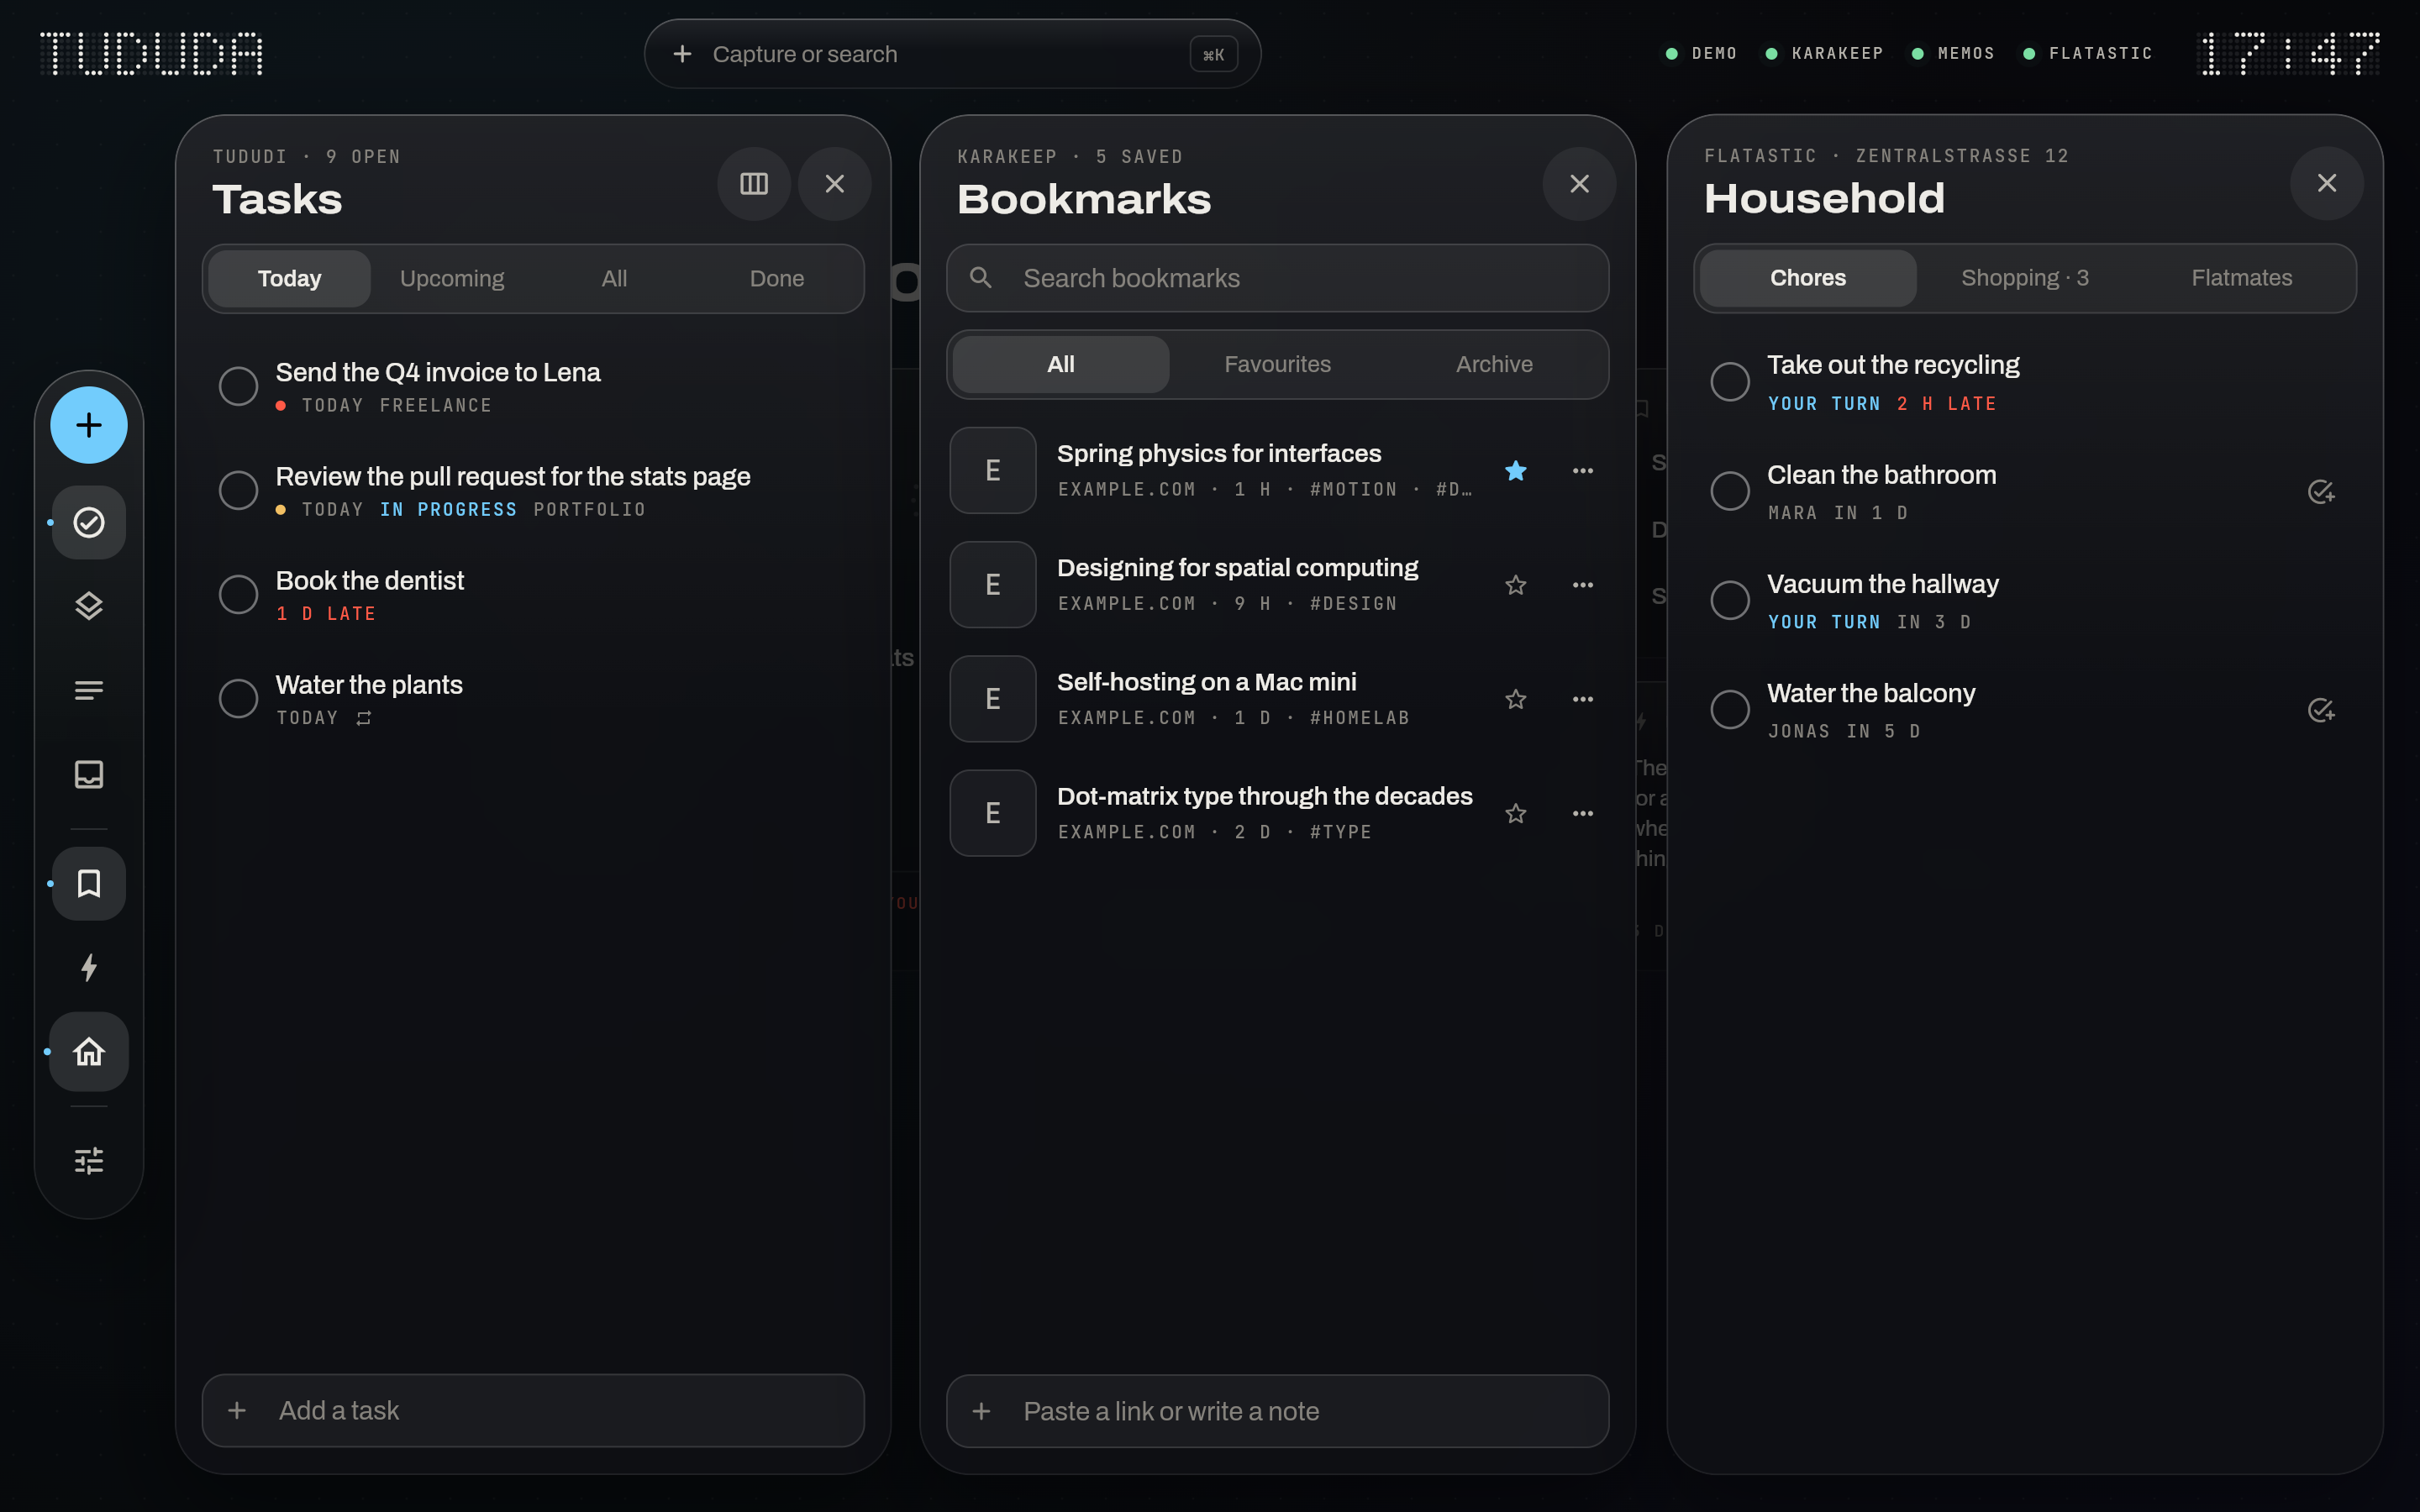 TUDUDA
Capture or search
⌘K
DEMO
KARAKEEP
MEMOS
FLATASTIC
17:47
TUDUDI · 9 OPEN
Tasks
Today
Upcoming
All
Done
Send the Q4 invoice to Lena
TODAY FREELANCE
Review the pull request for the stats page
TODAY IN PROGRESS PORTFOLIO
Book the dentist
1 D LATE
Water the plants
TODAY
Add a task
KARAKEEP · 5 SAVED
Bookmarks
Search bookmarks
All
Favourites
Archive
E
Spring physics for interfaces
EXAMPLE.COM · 1 H · #MOTION · #D…
E
Designing for spatial computing
EXAMPLE.COM · 9 H · #DESIGN
E
Self-hosting on a Mac mini
EXAMPLE.COM · 1 D · #HOMELAB
E
Dot-matrix type through the decades
EXAMPLE.COM · 2 D · #TYPE
Paste a link or write a note
FLATASTIC · ZENTRALSTRASSE 12
Household
Chores
Shopping · 3
Flatmates
Take out the recycling
YOUR TURN 2 H LATE
Clean the bathroom
MARA IN 1 D
Vacuum the hallway
YOUR TURN IN 3 D
Water the balcony
JONAS IN 5 D